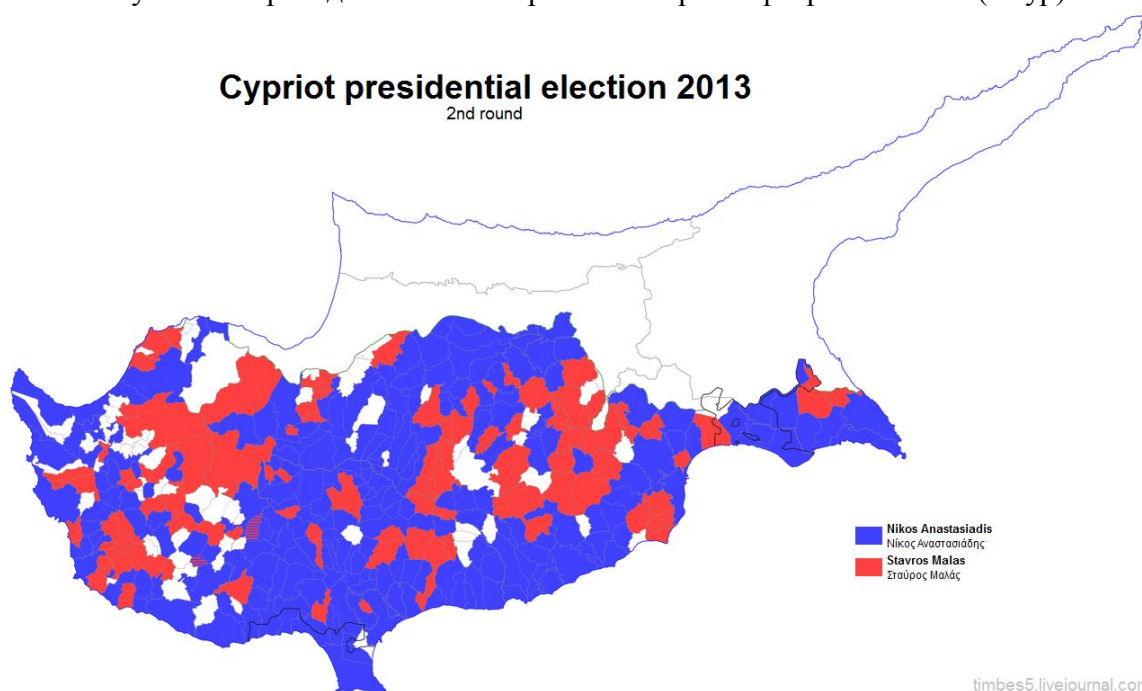 Cypriot presidential election 2013
2nd round
Nikos Anastasiadis
Νίκος Αναστασιάδης
Stavros Malas
Σταύρος Μαλάς
timbes5.livejournal.com